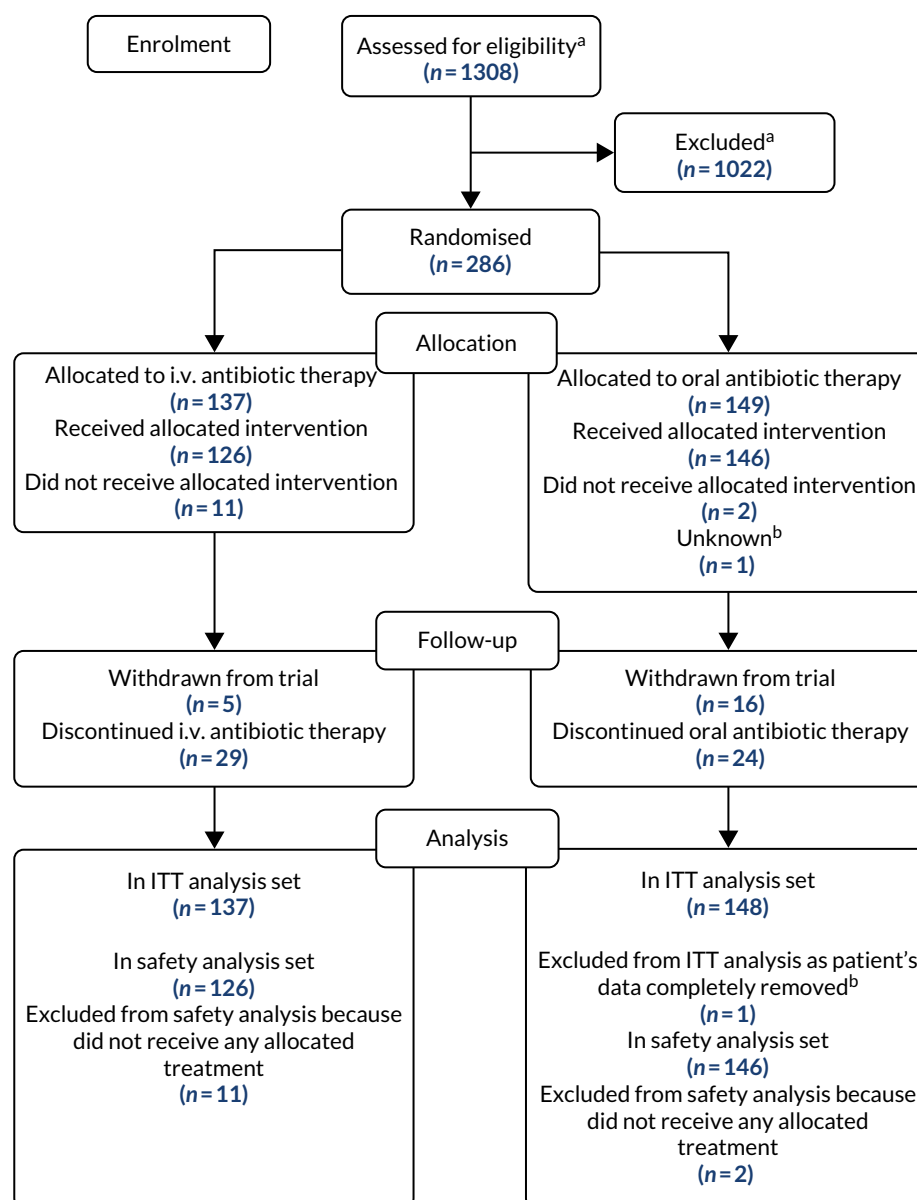 Enrolment
Assessed for eligibilityᵃ
(n=1308)
Excludedᵃ
(n=1022)
Randomised
(n=286)
Allocation
Allocated to i.v. antibiotic therapy
(n=137)
Received allocated intervention
(n=126)
Did not receive allocated intervention
(n=11)
Allocated to oral antibiotic therapy
(n=149)
Received allocated intervention
(n=146)
Did not receive allocated intervention
(n=2)
Unknownᵇ
(n=1)
Follow-up
Withdrawn from trial
(n=5)
Discontinued i.v. antibiotic therapy
(n=29)
Withdrawn from trial
(n=16)
Discontinued oral antibiotic therapy
(n=24)
Analysis
In ITT analysis set
(n=137)
In safety analysis set
(n=126)
Excluded from safety analysis because
did not receive any allocated
treatment
(n=11)
In ITT analysis set
(n=148)
Excluded from ITT analysis as patient's
data completely removedᵇ
(n=1)
In safety analysis set
(n=146)
Excluded from safety analysis because
did not receive any allocated
treatment
(n=2)